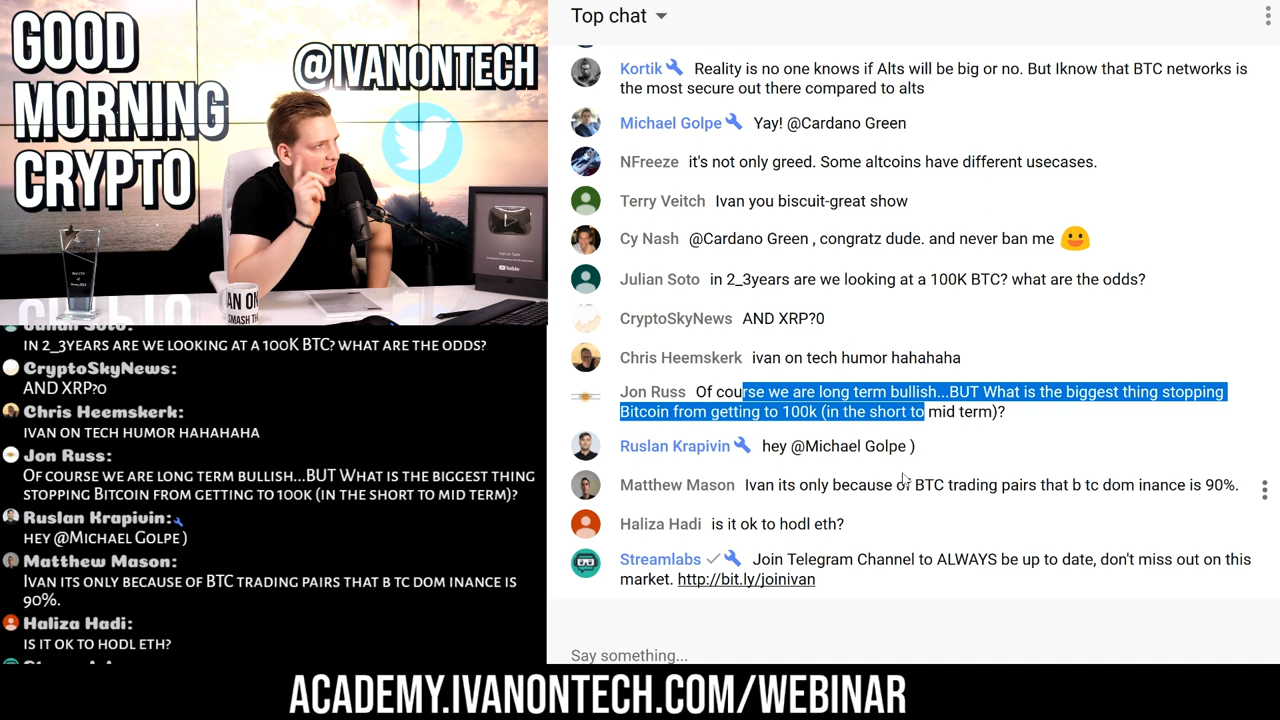 GOOD
MORNING
CRYPTO
@IVANONTECH
AN ON
SMASH TH
YouTube
CRYPTO
Julian Soto:
IN 2_3YEARS ARE WE LOOKING AT A 100K BTC? WHAT ARE THE ODDS?
CryptoSkyNews:
AND XRP?0
Chris Heemskerk:
IVAN ON TECH HUMOR HAHAHAHA
Jon Russ:
OF COURSE WE ARE LONG TERM BULLISH...BUT WHAT IS THE BIGGEST THING
STOPPING BITCOIN FROM GETTING TO 100K (IN THE SHORT TO MID TERM)?
Ruslan Krapivin:
HEY @MICHAEL GOLPE )
Matthew Mason:
IVAN ITS ONLY BECAUSE OF BTC TRADING PAIRS THAT B TC DOM INANCE IS
90%.
Haliza Hadi:
IS IT OK TO HODL ETH?
Top chat
Kortik Reality is no one knows if Alts will be big or no. But Iknow that BTC networks is
the most secure out there compared to alts
Michael Golpe Yay! @Cardano Green
NFreeze it's not only greed. Some altcoins have different usecases.
Terry Veitch Ivan you biscuit-great show
Cy Nash @Cardano Green , congratz dude. and never ban me
Julian Soto in 2_3years are we looking at a 100K BTC? what are the odds?
CryptoSkyNews AND XRP?0
Chris Heemskerk ivan on tech humor hahahaha
Jon Russ Of course we are long term bullish...BUT What is the biggest thing stopping
Bitcoin from getting to 100k (in the short to mid term)?
Ruslan Krapivin hey @Michael Golpe )
Matthew Mason Ivan its only because of BTC trading pairs that b tc dom inance is 90%.
Haliza Hadi is it ok to hodl eth?
Streamlabs Join Telegram Channel to ALWAYS be up to date, don't miss out on this
market. http://bit.ly/joinivan
Say something...
ACADEMY.IVANONTECH.COM/WEBINAR